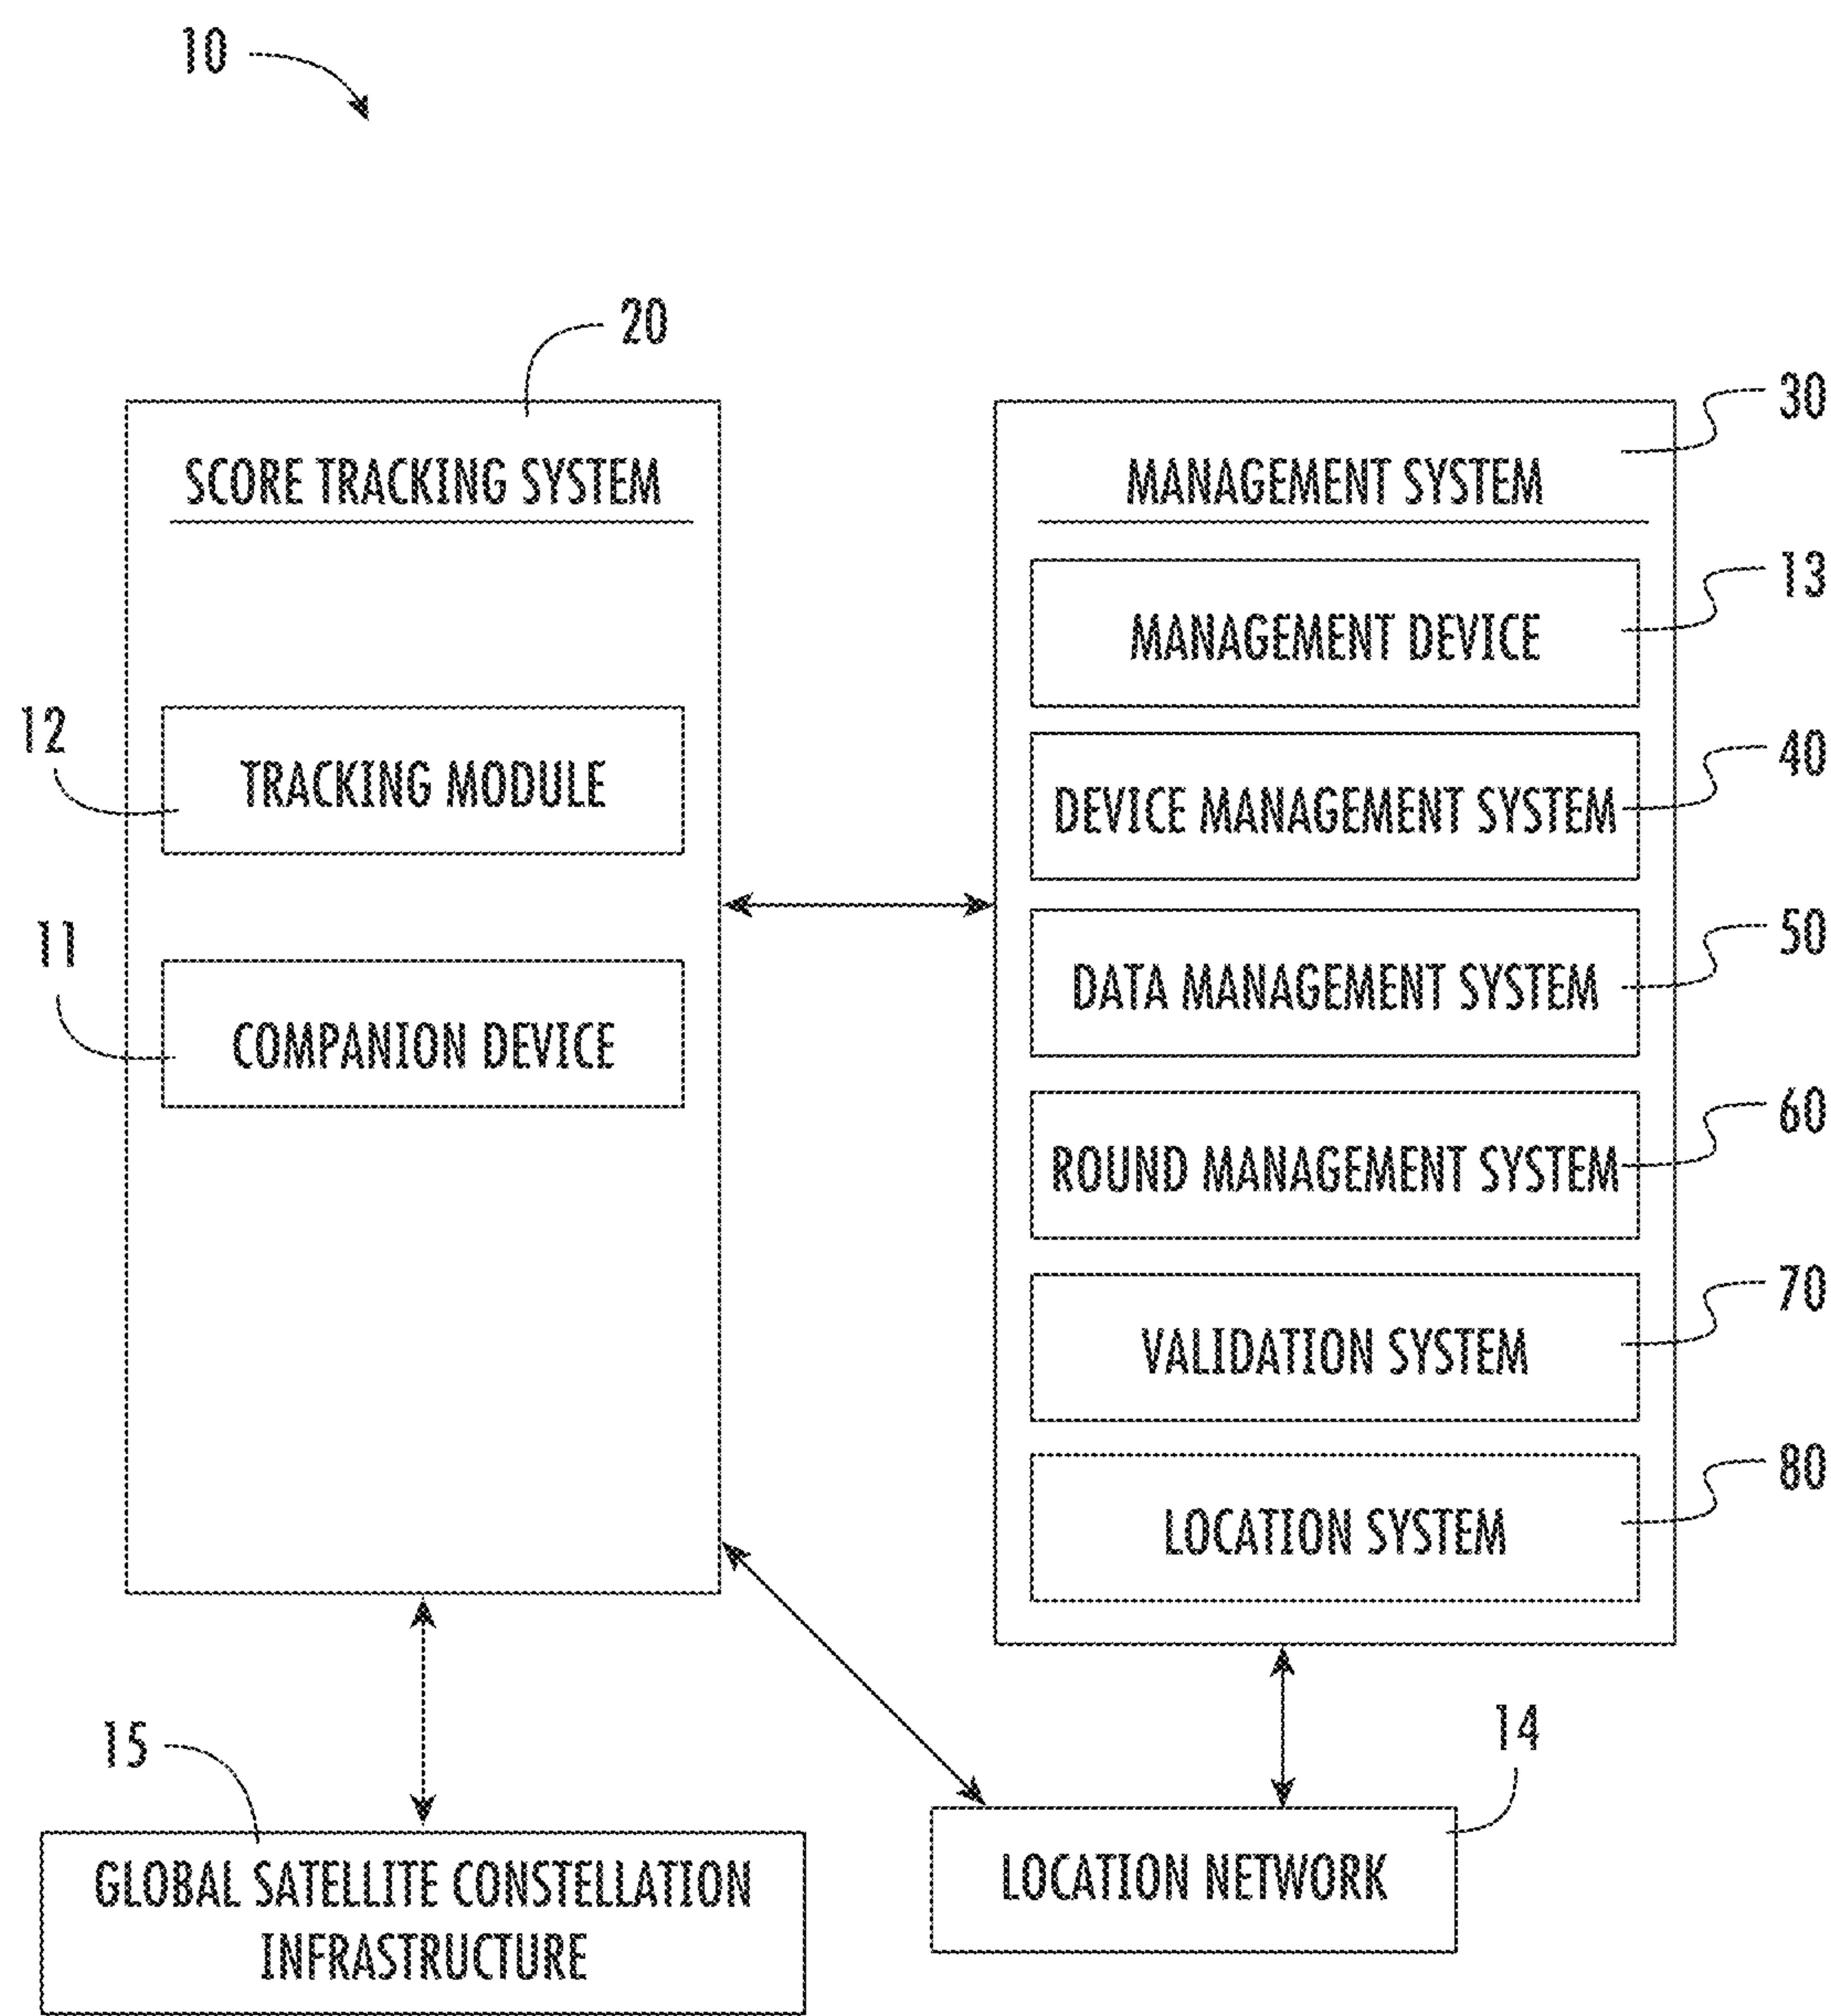 10
20
30
SCORE TRACKING SYSTEM
MANAGEMENT SYSTEM
13
MANAGEMENT DEVICE
12
TRACKING MODULE
40
DEVICE MANAGEMENT SYSTEM
11
COMPANION DEVICE
50
DATA MANAGEMENT SYSTEM
60
ROUND MANAGEMENT SYSTEM
70
VALIDATION SYSTEM
80
LOCATION SYSTEM
15
GLOBAL SATELLITE CONSTELLATION
INFRASTRUCTURE
14
LOCATION NETWORK